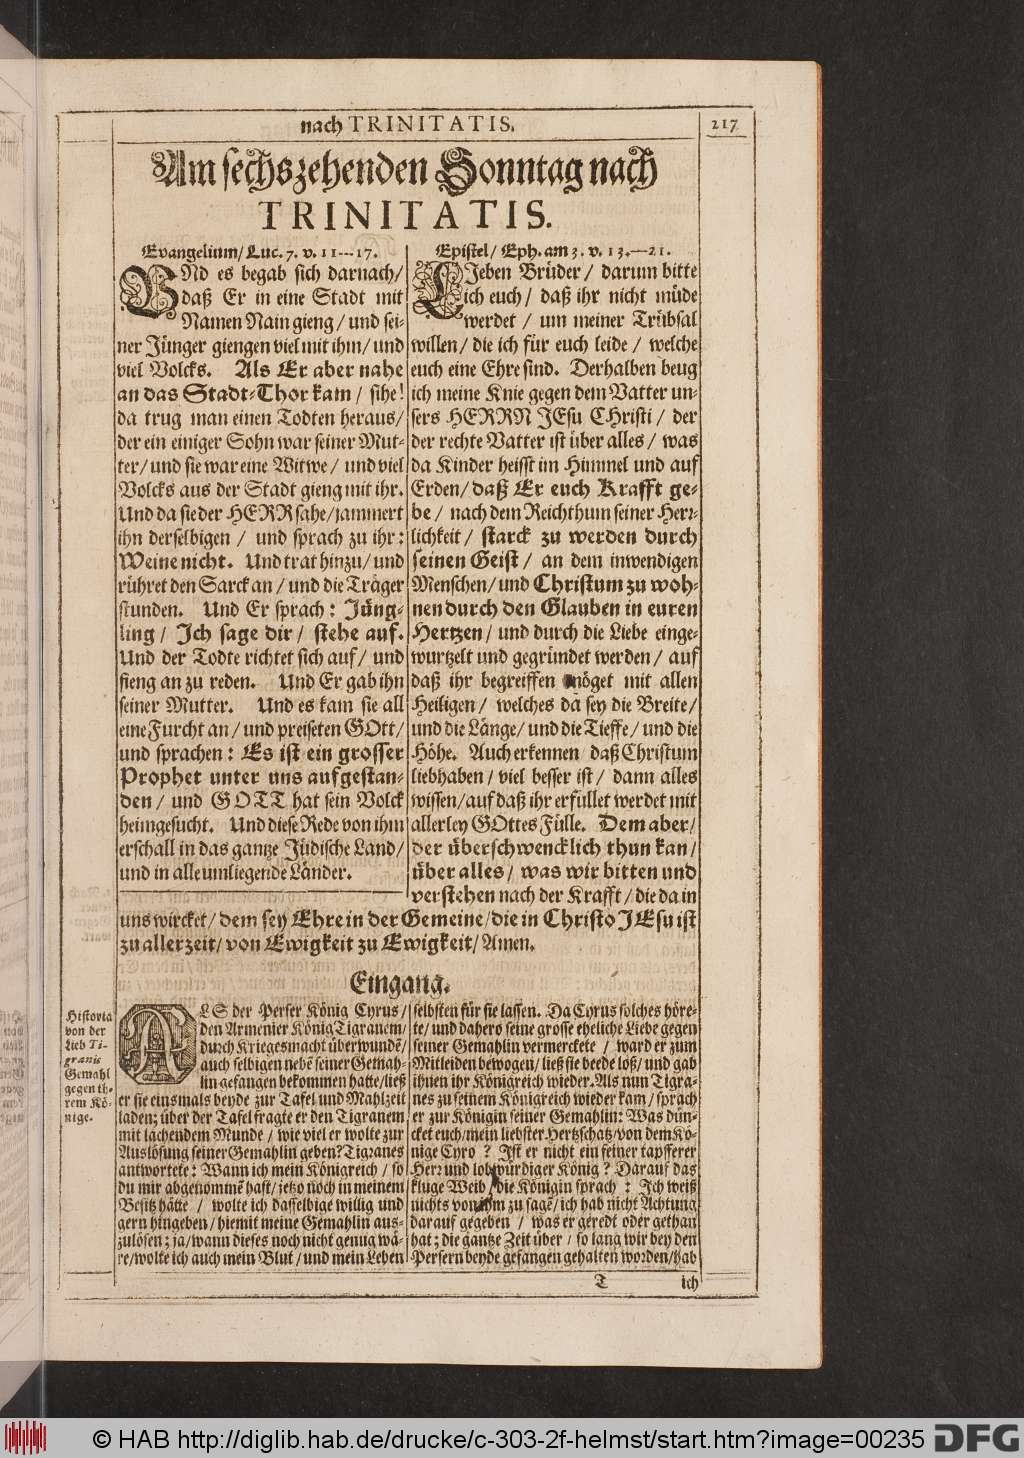 nach TRINITATIS.
217
Am sechszehenden Sonntag nach
TRINITATIS.
Evangelium/ Luc. 7. v. 11---17.
UNd es begab sich darnach/
daß Er in eine Stadt mit
Namen Nain gieng/ und sei-
ner Jünger giengen viel mit ihm/ und
viel Volcks. Als Er aber nahe
an das Stadt-Thor kam/ sihe!
da trug man einen Todten heraus/
der ein einiger Sohn war seiner Mut-
ter/ und sie war eine Witwe/ und viel
Volcks aus der Stadt gieng mit ihr.
Und da sie der HERR sahe/ jammert
ihn derselbigen/ und sprach zu ihr:
Weine nicht. Und trat hinzu/ und
rühret den Sarck an/ und die Träger
stunden. Und Er sprach: Jüng-
ling/ Ich sage dir/ stehe auf.
Und der Todte richtet sich auf/ und
fieng an zu reden. Und Er gab ihn
seiner Mutter. Und es kam sie all
eine Furcht an/ und preiseten GOtt/
und sprachen: Es ist ein grosser
Prophet unter uns aufgestan-
den/ und GOTT hat sein Volck
heimgesucht. Und diese Rede von ihm
erschall in das gantze Jüdische Land/
und in alle umliegende Länder.
Epistel/ Eph. am 3. v. 13.---21.
LIeben Brüder/ darum bitte
ich euch/ daß ihr nicht müde
werdet/ um meiner Trübsal
willen/ die ich für euch leide/ welche
euch eine Ehre sind. Derhalben beug
ich meine Knie gegen dem Vatter un-
sers HERRN JEsu CHristi/ der
der rechte Vatter ist über alles/ was
da Kinder heisst im Himmel und auf
Erden/ daß Er euch Krafft ge-
be/ nach dem Reichthum seiner Herr-
lichkeit/ starck zu werden durch
seinen Geist/ an dem inwendigen
Menschen/ und Christum zu woh-
nen durch den Glauben in euren
Hertzen/ und durch die Liebe einge-
wurtzelt und gegründet werden/ auf
daß ihr begreiffen möget mit allen
Heiligen/ welches da sey die Breite/
und die Länge/ und die Tieffe/ und die
Höhe. Auch erkennen daß Christum
liebhaben/ viel besser ist/ dann alles
wissen/ auf daß ihr erfüllet werdet mit
allerley GOttes Fülle. Dem aber/
der überschwencklich thun kan/
über alles/ was wir bitten und
verstehen nach der Krafft/ die da in
uns wircket/ dem sey Ehre in der Gemeine/ die in Christo JEsu ist
zu aller zeit/ von Ewigkeit zu Ewigkeit/ Amen.
Eingang.
Historia
von der
Lieb Ti-
granis
Gemahl
gegen ih-
rem Kö-
nige.
ALS der Perser König Cyrus/
den Armenier König Tigranem/
durch Kriegesmacht überwundē/
auch selbigen nebē seiner Gemah-
lin gefangen bekommen hatte/ ließ
er sie einsmals beyde zur Tafel und Mahlzeit
laden; über der Tafel fragte er den Tigranem
mit lachendem Munde/ wie viel er wolte zur
Auslösung seiner Gemahlin geben? Tigranes
antwortete: Wann ich mein Königreich/ so
du mir abgenommē hast/ jetzo noch in meinem
Besitz hätte/ wolte ich dasselbige willig und
gern hingeben/ hiemit meine Gemahlin aus-
zulösen; ja/ wann dieses noch nicht genug wä-
re/ wolte ich auch mein Blut/ und mein Leben
selbsten für sie lassen. Da Cyrus solches höre-
te/ und dahero seine grosse eheliche Liebe gegen
seiner Gemahlin vermerckete/ ward er zum
Mitleiden bewogen/ ließ sie beede loß/ und gab
ihnen ihr Königreich wieder. Als nun Tigra-
nes zu seinem Königreich wieder kam/ sprach
er zur Königin seiner Gemahlin: Was dün-
cket euch/ mein liebster Hertzschatz/ von dem Kö-
nige Cyro? Ist er nicht ein feiner tapfferer
Herr und lobwürdiger König? Darauf das
kluge Weib/ die Königin sprach: Ich weiß
nichts von ihm zu sagē/ ich hab nicht Achtung
darauf gegeben/ was er geredt oder gethan
hat; die gantze Zeit über/ so lang wir bey den
Persern beyde gefangen gehalten worden/ hab
T
ich
© HAB http://diglib.hab.de/drucke/c-303-2f-helmst/start.htm?image=00235
DFG